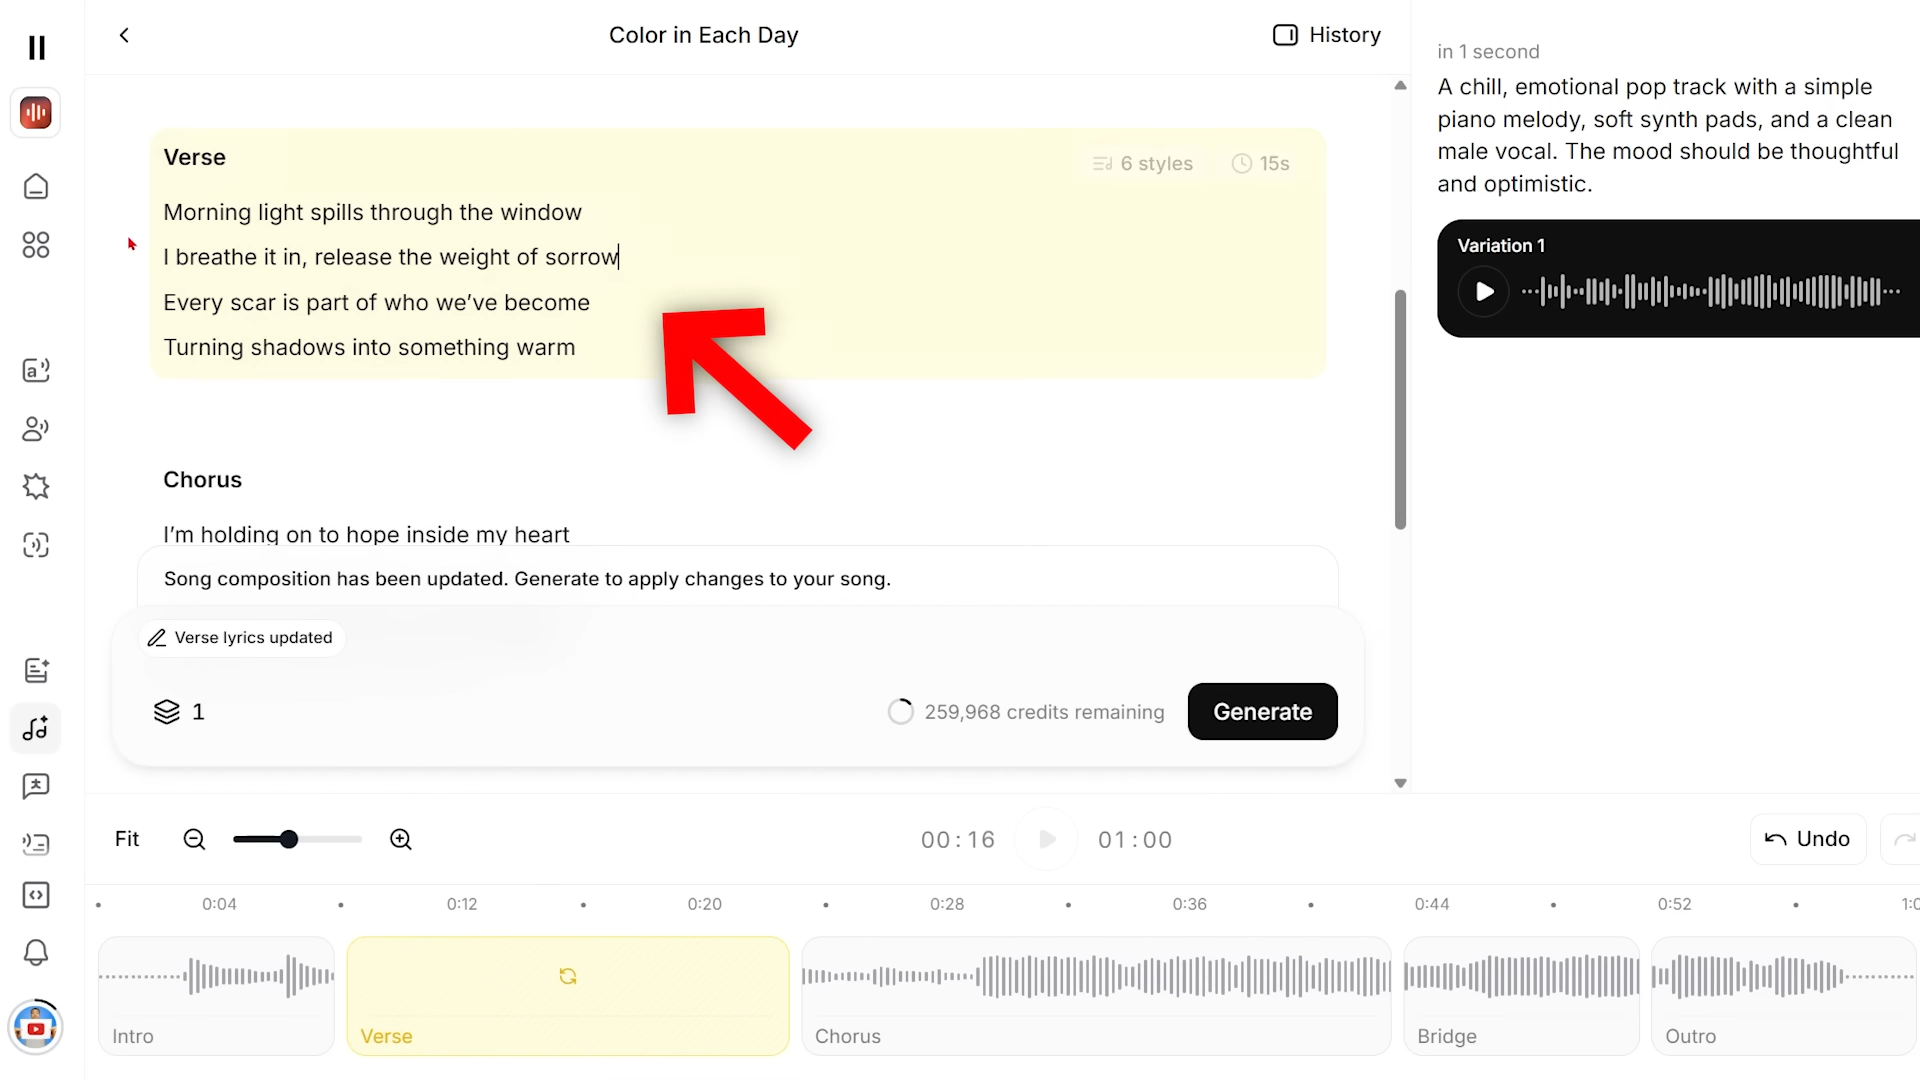 Color in Each Day
History
in 1 second
A chill, emotional pop track with a simple
piano melody, soft synth pads, and a clean
male vocal. The mood should be thoughtful
and optimistic.
Variation 1
Verse
6 styles
15s
Morning light spills through the window
I breathe it in, release the weight of sorrow
Every scar is part of who we’ve become
Turning shadows into something warm
Chorus
I’m holding on to hope inside my heart
Song composition has been updated. Generate to apply changes to your song.
Verse lyrics updated
1
259,968 credits remaining
Generate
Fit
00:16
01:00
Undo
0:04
0:12
0:20
0:28
0:36
0:44
0:52
Intro
Verse
Chorus
Bridge
Outro